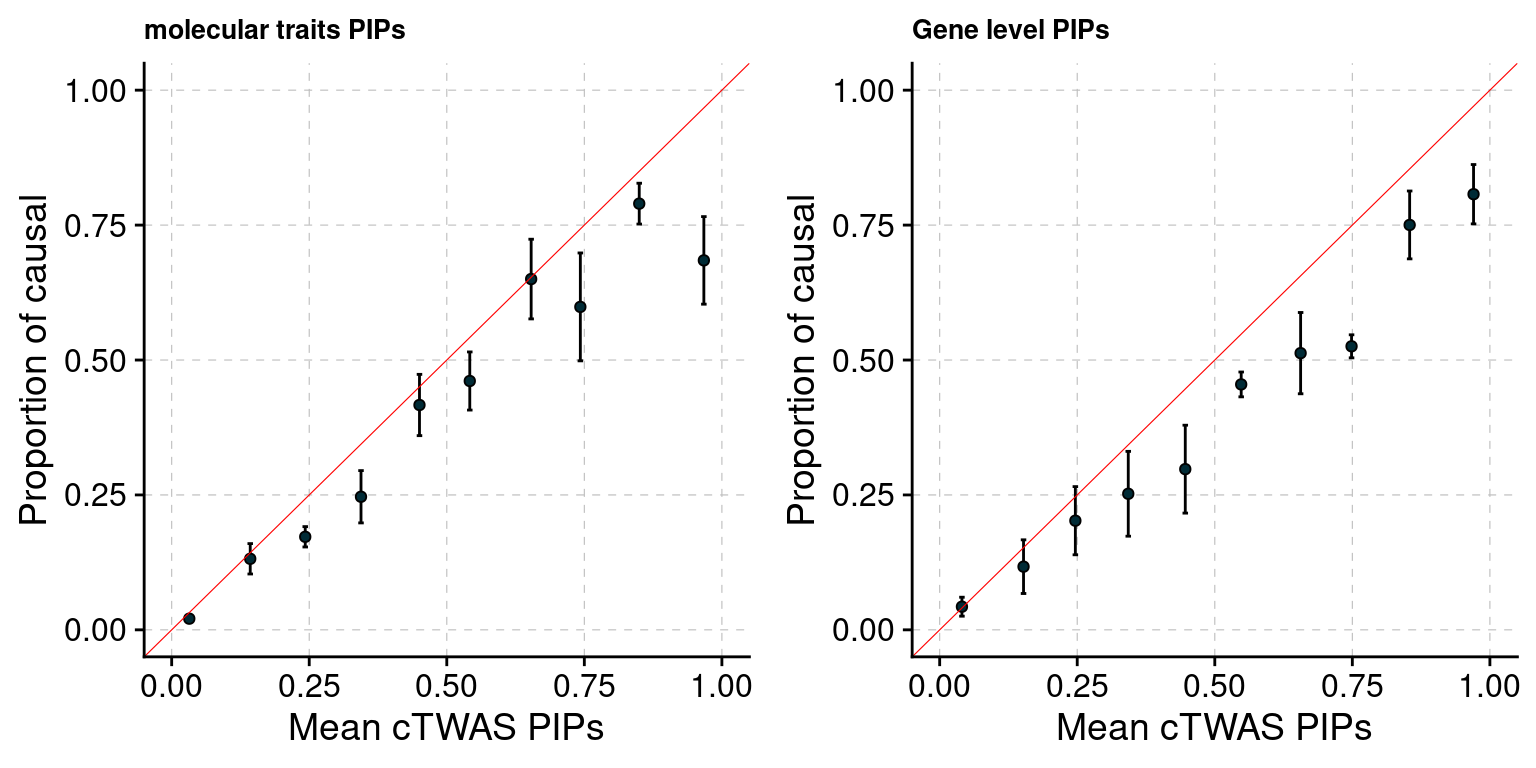 molecular traits PIPs
1.00
0.75
0.50
0.25
0.00
Proportion of causal
0.00 0.25 0.50 0.75 1.00
Mean cTWAS PIPs
Gene level PIPs
1.00
0.75
0.50
0.25
0.00
Proportion of causal
0.00 0.25 0.50 0.75 1.00
Mean cTWAS PIPs